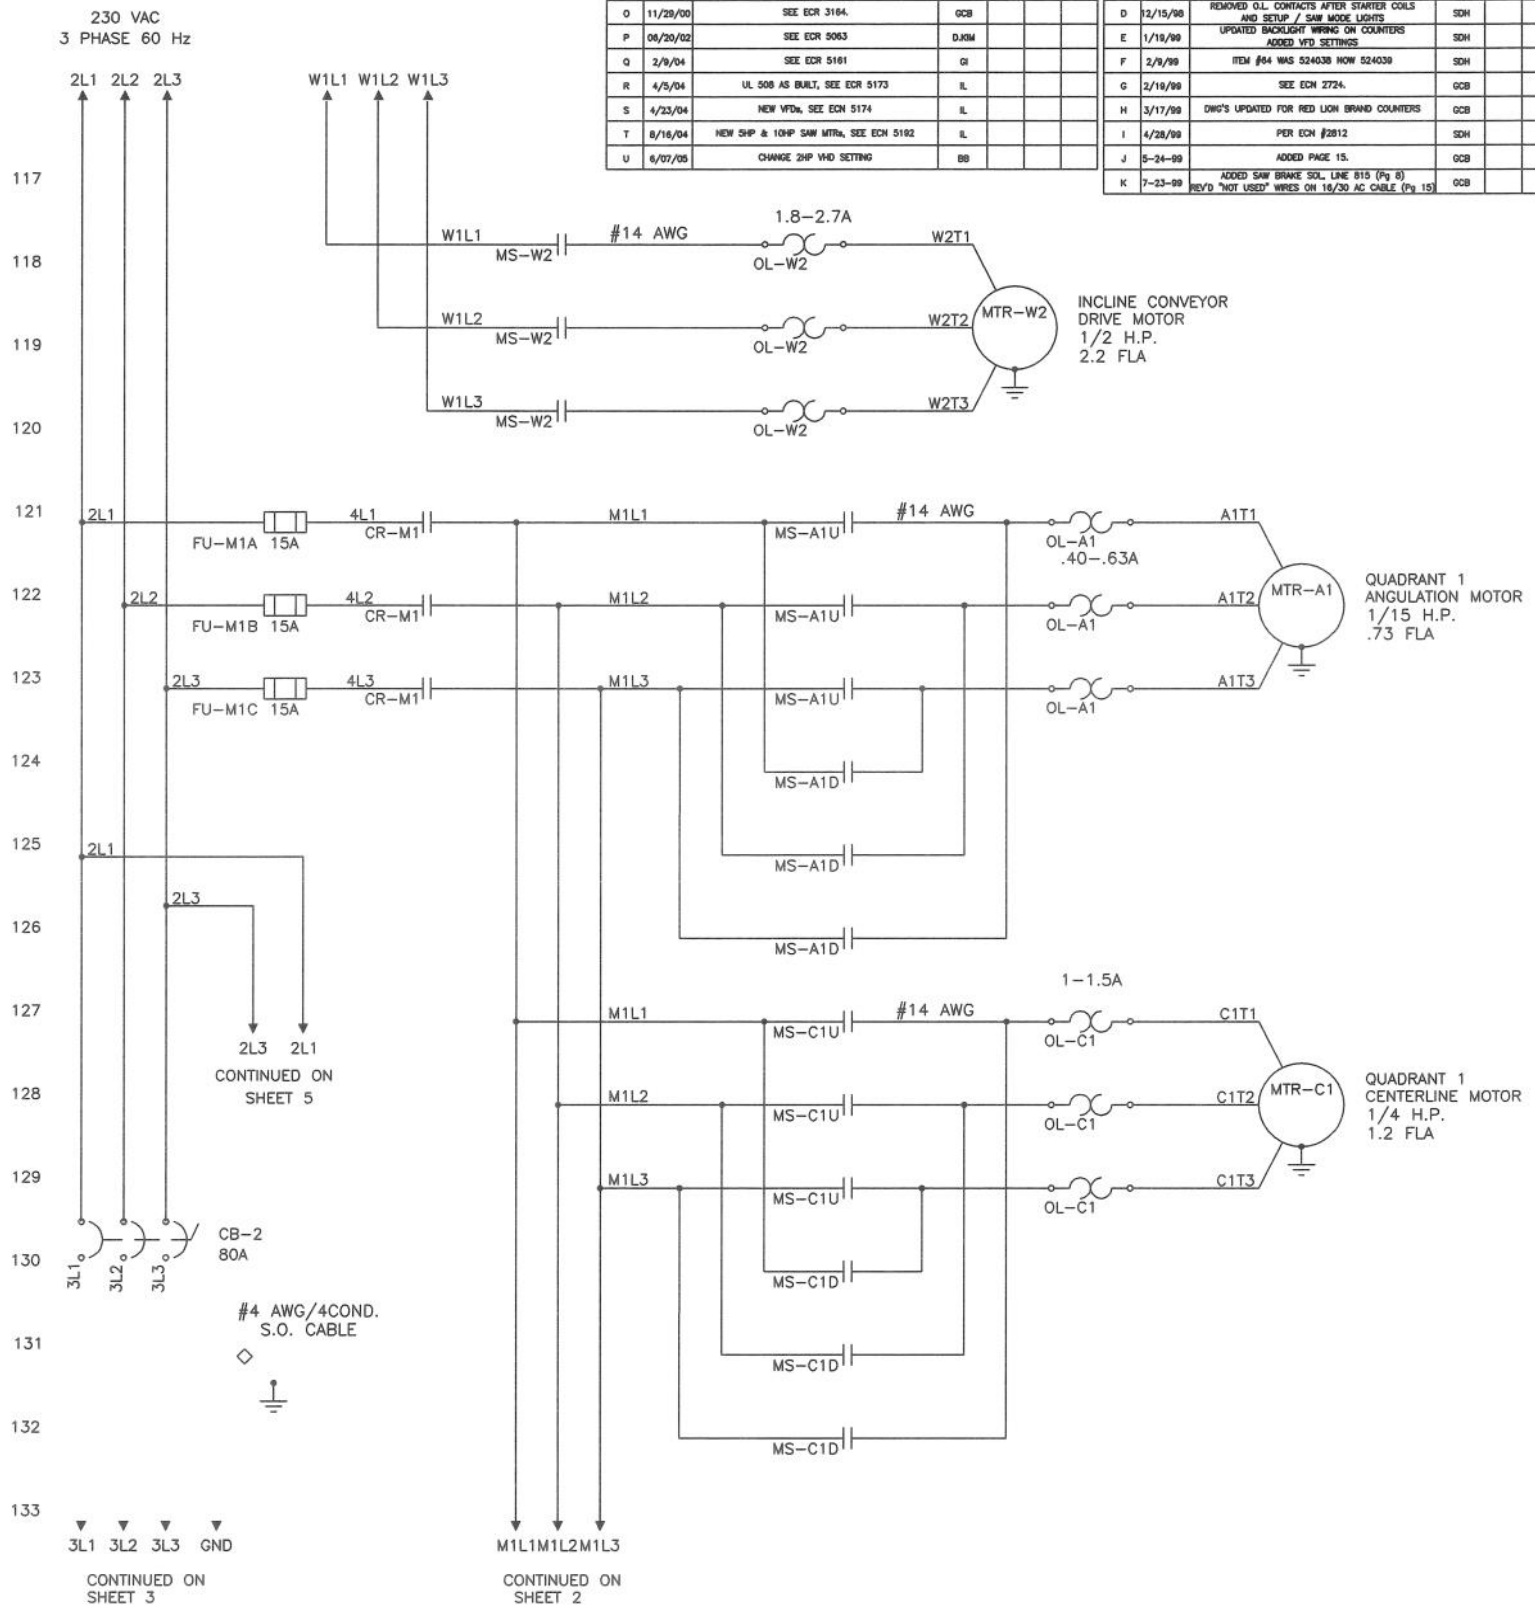 230 VAC
3 PHASE 60 Hz
2L1 2L2 2L3
W1L1 W1L2 W1L3
O 11/29/00 SEE ECR 3164. GCB
P 06/20/02 SEE ECR 5063 D.KIM
Q 2/9/04 SEE ECR 5161 GI
R 4/5/04 UL 508 AS BUILT, SEE ECR 5173 IL
S 4/23/04 NEW VFDs, SEE ECN 5174 IL
T 8/16/04 NEW 5HP & 10HP SAW MTRs, SEE ECN 5192 IL
U 6/07/05 CHANGE 2HP VHD SETTING BB
D 12/15/98 REMOVED O.L. CONTACTS AFTER STARTER COILS
AND SETUP / SAW MODE LIGHTS SDH
E 1/19/99 UPDATED BACKLIGHT WIRING ON COUNTERS
ADDED VFD SETTINGS SDH
F 2/9/99 ITEM #64 WAS 524038 NOW 524039 SDH
G 2/19/99 SEE ECN 2724. GCB
H 3/17/99 DWG'S UPDATED FOR RED LION BRAND COUNTERS GCB
I 4/28/99 PER ECN #2812 SDH
J 5-24-99 ADDED PAGE 15. GCB
K 7-23-99 ADDED SAW BRAKE SOL. LINE 815 (Pg 8)
REV'D "NOT USED" WIRES ON 16/30 AC CABLE (Pg 15) GCB
117
1.8-2.7A
W1L1 MS-W2 #14 AWG OL-W2 W2T1
118
INCLINE CONVEYOR
DRIVE MOTOR
1/2 H.P.
2.2 FLA
MTR-W2
W1L2 MS-W2 OL-W2 W2T2
119
W1L3 MS-W2 OL-W2 W2T3
120
121
2L1 FU-M1A 15A 4L1 CR-M1 M1L1 MS-A1U #14 AWG OL-A1 A1T1
.40-.63A
122
2L2 FU-M1B 15A 4L2 CR-M1 M1L2 MS-A1U OL-A1 A1T2
MTR-A1
QUADRANT 1
ANGULATION MOTOR
1/15 H.P.
.73 FLA
123
2L3 FU-M1C 15A 4L3 CR-M1 M1L3 MS-A1U OL-A1 A1T3
124
MS-A1D
125
2L1
MS-A1D
2L3
126
MS-A1D
1-1.5A
127
M1L1 MS-C1U #14 AWG OL-C1 C1T1
2L3 2L1
CONTINUED ON
SHEET 5
128
M1L2 MS-C1U OL-C1 C1T2
MTR-C1
QUADRANT 1
CENTERLINE MOTOR
1/4 H.P.
1.2 FLA
129
M1L3 MS-C1U OL-C1 C1T3
CB-2
80A
130
3L1 3L2 3L3
MS-C1D
#4 AWG/4COND.
S.O. CABLE
131
MS-C1D
132
MS-C1D
133
3L1 3L2 3L3 GND
CONTINUED ON
SHEET 3
M1L1 M1L2 M1L3
CONTINUED ON
SHEET 2